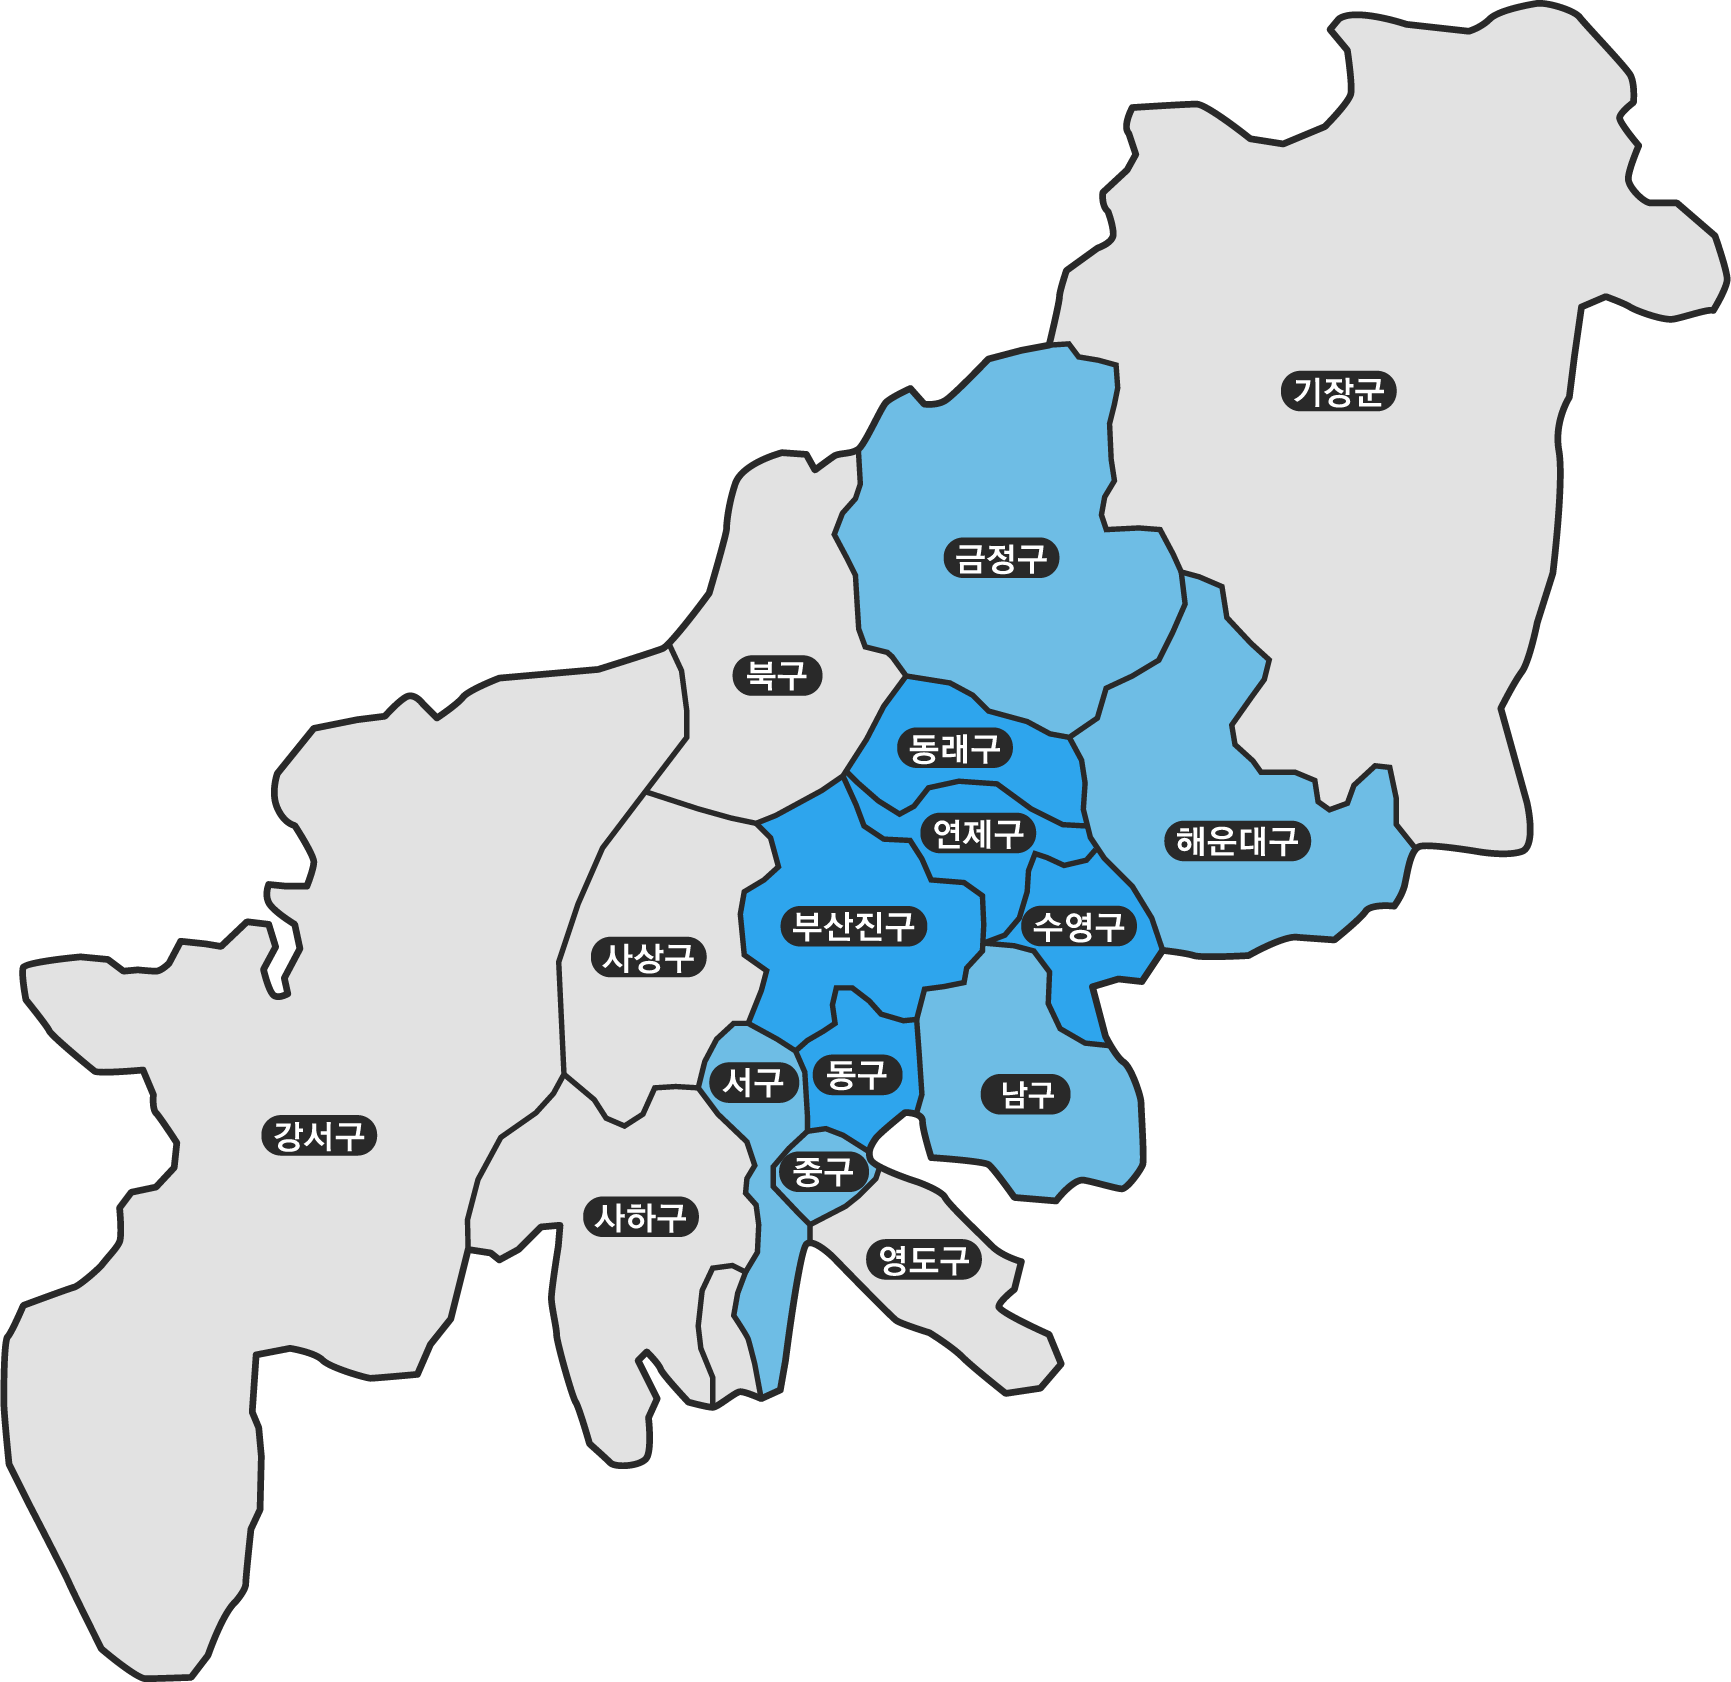 기장군
금정구
북구
동래구
연제구
해운대구
부산진구
수영구
사상구
동구
서구
남구
강서구
중구
사하구
영도구